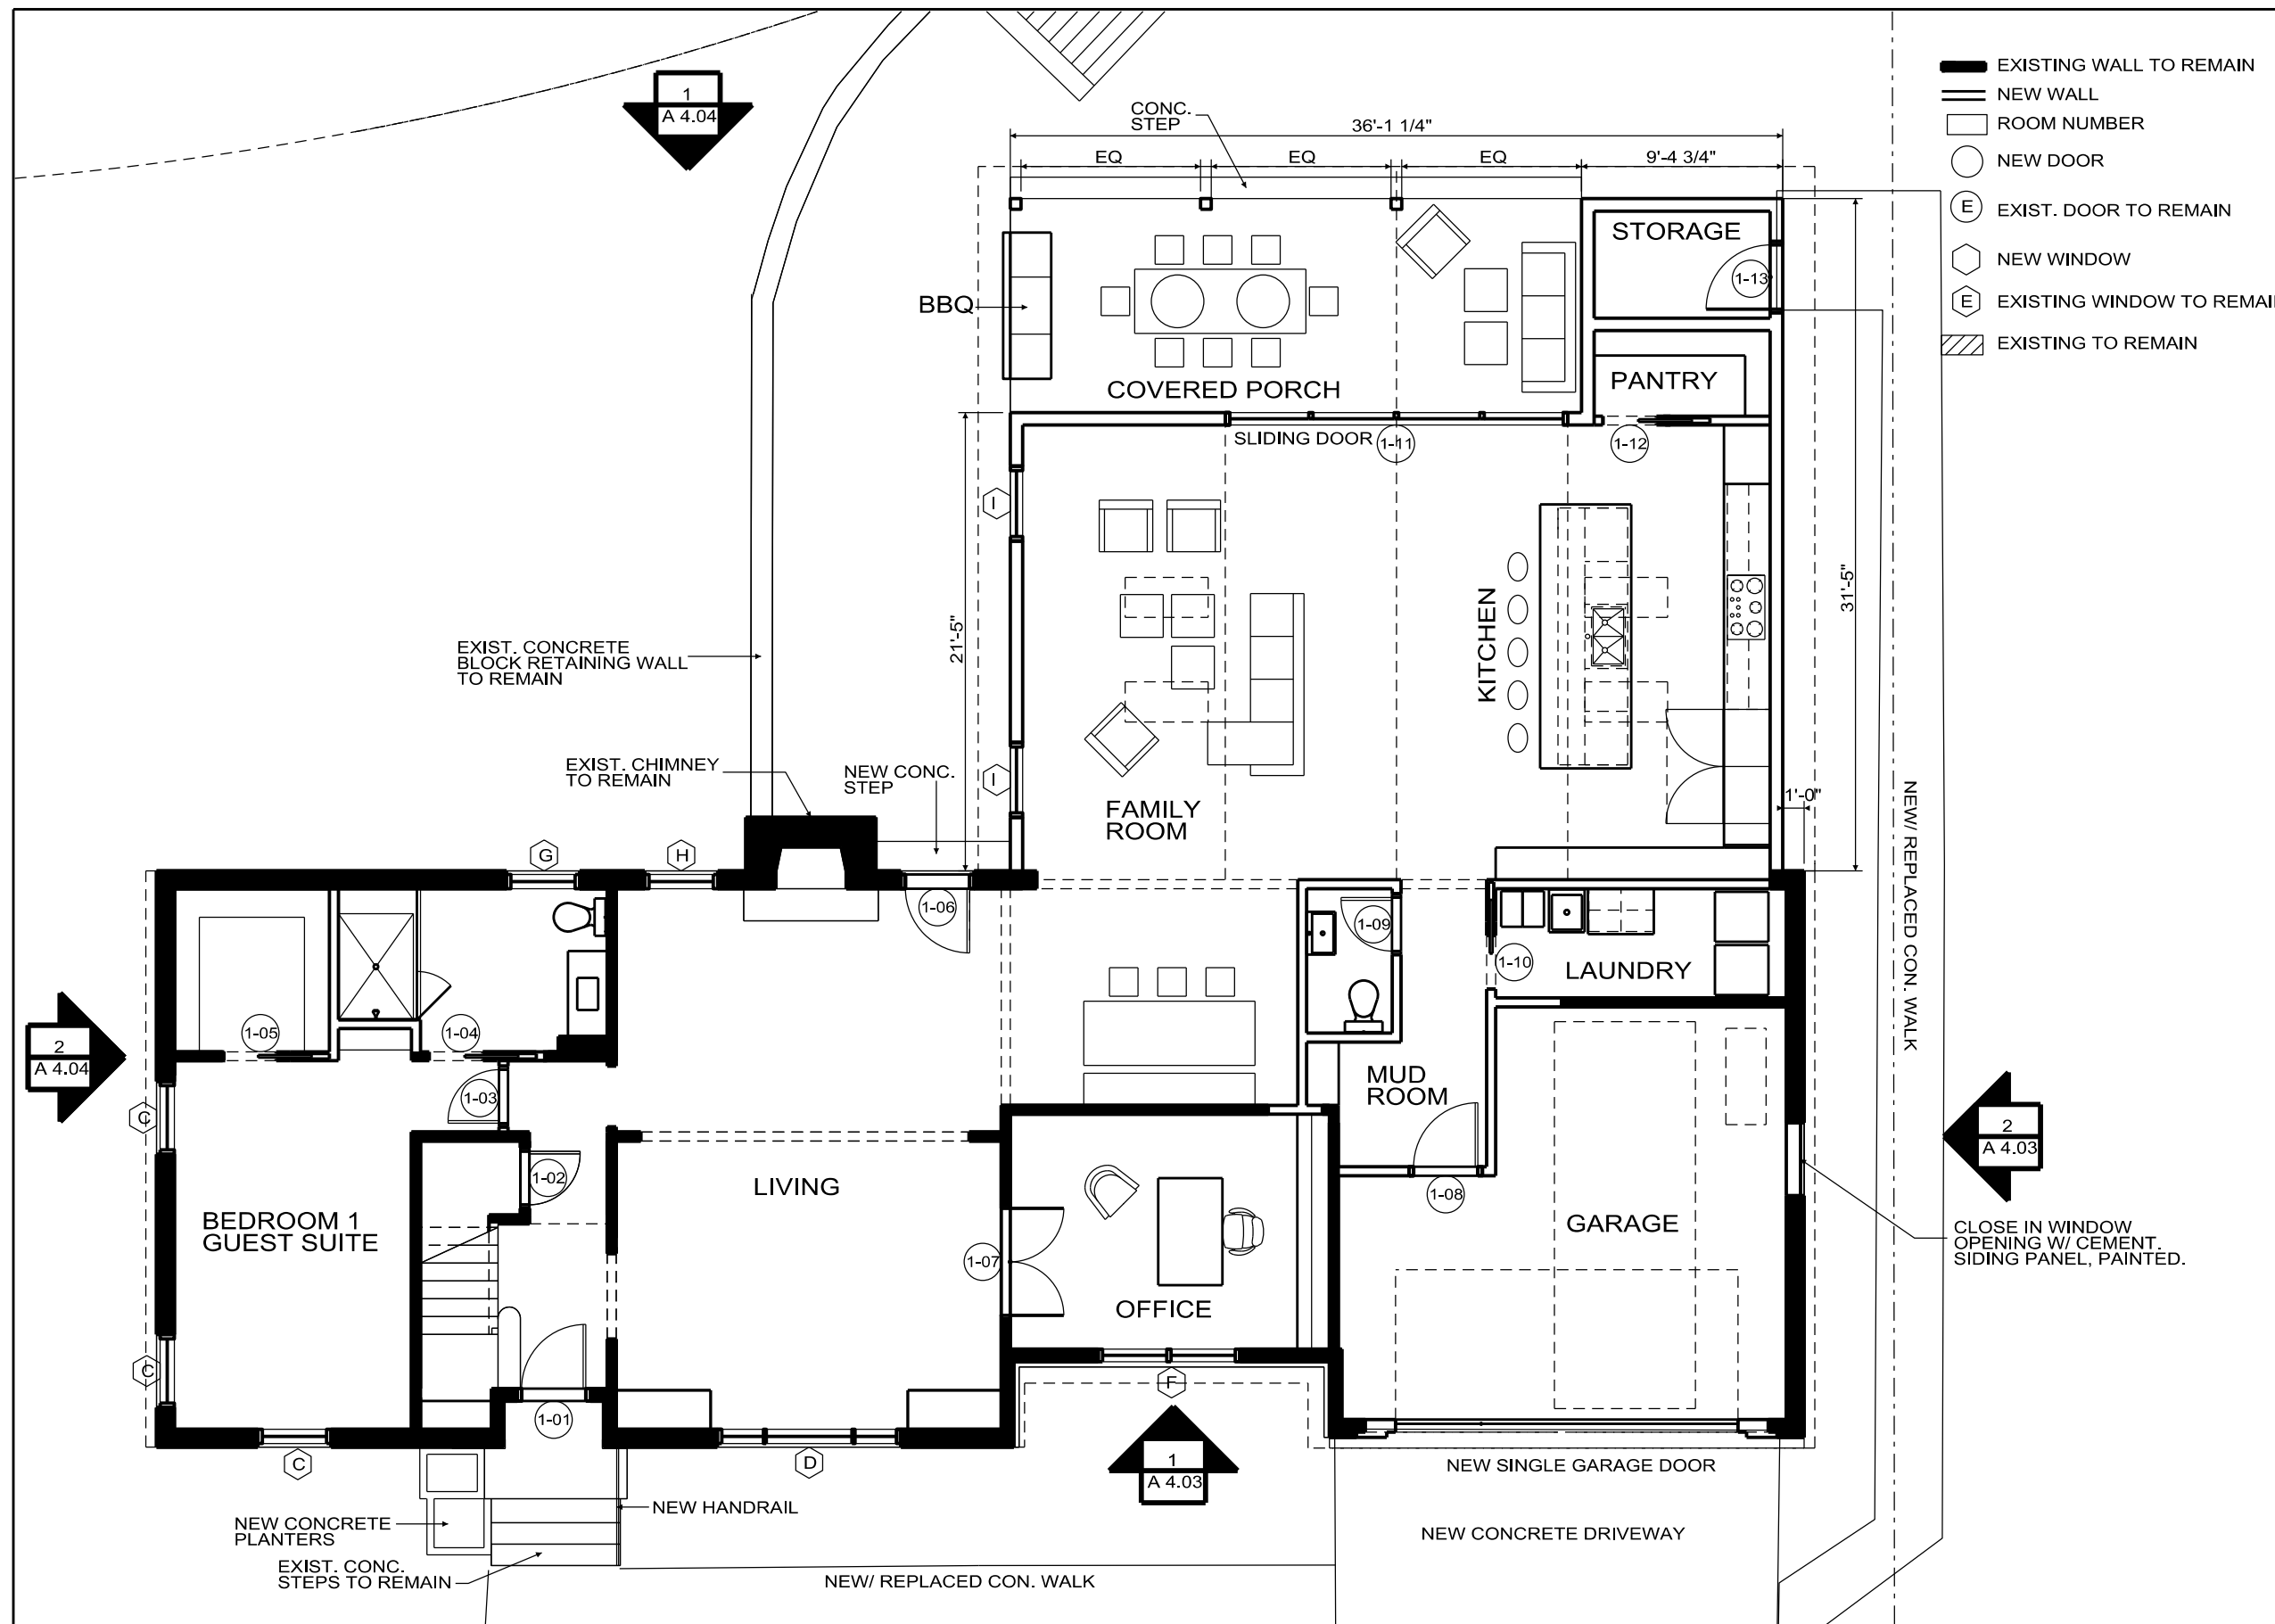 EXISTING WALL TO REMAIN
NEW WALL
ROOM NUMBER
NEW DOOR
E EXIST. DOOR TO REMAIN
NEW WINDOW
E EXISTING WINDOW TO REMAI
EXISTING TO REMAIN
1
A 4.04
CONC.
STEP
36'-1 1/4"
EQ
EQ
EQ
9'-4 3/4"
STORAGE
1-13
BBQ
COVERED PORCH
PANTRY
SLIDING DOOR
1-11
1-12
I
21'-5"
31'-5"
KITCHEN
EXIST. CONCRETE
BLOCK RETAINING WALL
TO REMAIN
EXIST. CHIMNEY
TO REMAIN
NEW CONC.
STEP
I
FAMILY
ROOM
1'-0"
NEW/ REPLACED CON. WALK
G
H
1-06
1-09
1-10
LAUNDRY
1-05
1-04
2
A 4.04
1-03
C
MUD
ROOM
1-02
LIVING
1-08
2
A 4.03
BEDROOM 1
GUEST SUITE
1-07
OFFICE
GARAGE
CLOSE IN WINDOW
OPENING W/ CEMENT.
SIDING PANEL, PAINTED.
C
F
1-01
C
D
1
A 4.03
NEW SINGLE GARAGE DOOR
NEW HANDRAIL
NEW CONCRETE
PLANTERS
NEW CONCRETE DRIVEWAY
EXIST. CONC.
STEPS TO REMAIN
NEW/ REPLACED CON. WALK